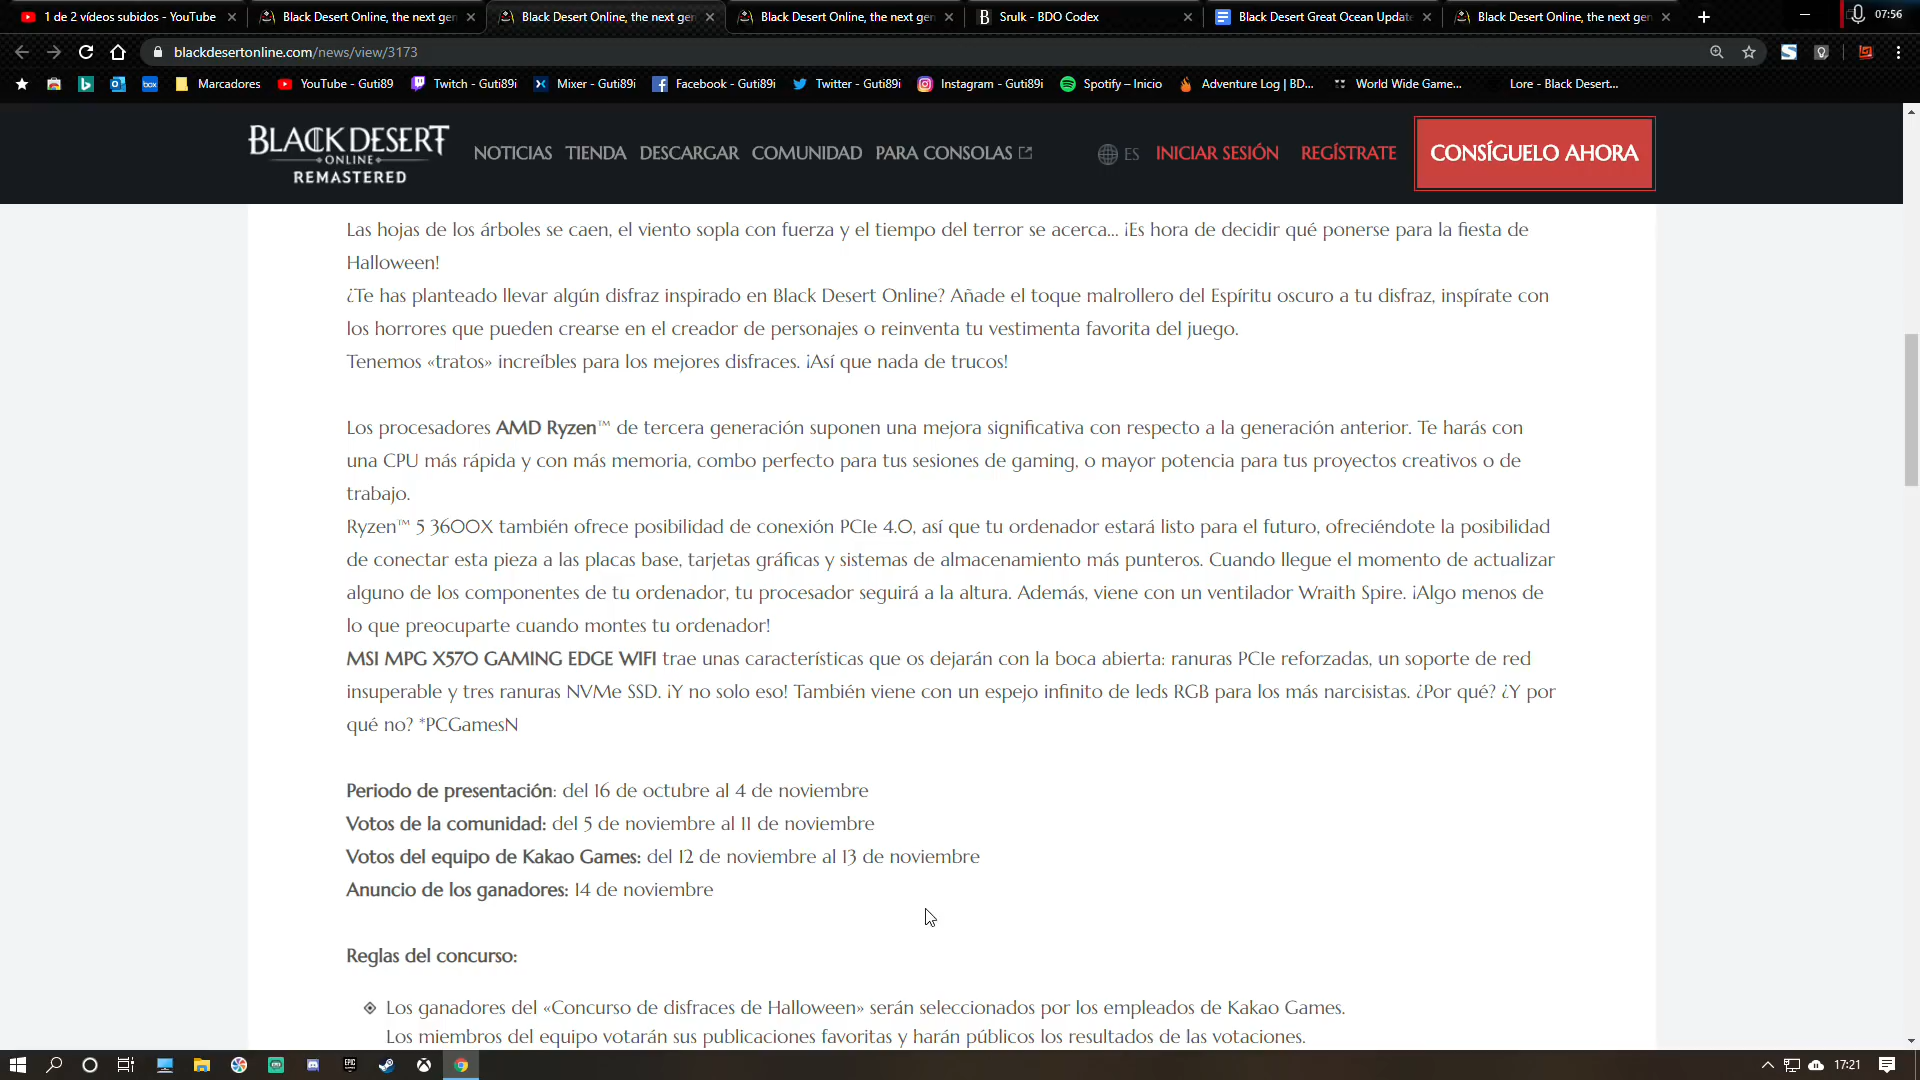 1 de 2 vídeos subidos - YouTube
Black Desert Online, the next gen
Black Desert Online, the next gen
Black Desert Online, the next gen
Srulk - BDO Codex
Black Desert Great Ocean Update
Black Desert Online, the next gen
07:56
blackdesertonline.com/news/view/3173
Marcadores
YouTube - Guti89
Twitch - Guti89i
Mixer - Guti89i
Facebook - Guti89i
Twitter - Guti89i
Instagram - Guti89i
Spotify – Inicio
Adventure Log | BD...
World Wide Game...
Lore - Black Desert...
BLACK DESERT
ONLINE
REMASTERED
NOTICIAS TIENDA DESCARGAR COMUNIDAD PARA CONSOLAS
ES
INICIAR SESIÓN
REGÍSTRATE
CONSÍGUELO AHORA
Las hojas de los árboles se caen, el viento sopla con fuerza y el tiempo del terror se acerca... ¡Es hora de decidir qué ponerse para la fiesta de
Halloween!
¿Te has planteado llevar algún disfraz inspirado en Black Desert Online? Añade el toque malrollero del Espíritu oscuro a tu disfraz, inspírate con
los horrores que pueden crearse en el creador de personajes o reinventa tu vestimenta favorita del juego.
Tenemos «tratos» increíbles para los mejores disfraces. ¡Así que nada de trucos!
Los procesadores AMD Ryzen™ de tercera generación suponen una mejora significativa con respecto a la generación anterior. Te harás con
una CPU más rápida y con más memoria, combo perfecto para tus sesiones de gaming, o mayor potencia para tus proyectos creativos o de
trabajo.
Ryzen™ 5 3600X también ofrece posibilidad de conexión PCIe 4.0, así que tu ordenador estará listo para el futuro, ofreciéndote la posibilidad
de conectar esta pieza a las placas base, tarjetas gráficas y sistemas de almacenamiento más punteros. Cuando llegue el momento de actualizar
alguno de los componentes de tu ordenador, tu procesador seguirá a la altura. Además, viene con un ventilador Wraith Spire. ¡Algo menos de
lo que preocuparte cuando montes tu ordenador!
MSI MPG X570 GAMING EDGE WIFI trae unas características que os dejarán con la boca abierta: ranuras PCIe reforzadas, un soporte de red
insuperable y tres ranuras NVMe SSD. ¡Y no solo eso! También viene con un espejo infinito de leds RGB para los más narcisistas. ¿Por qué? ¿Y por
qué no? *PCGamesN
Periodo de presentación: del 16 de octubre al 4 de noviembre
Votos de la comunidad: del 5 de noviembre al 11 de noviembre
Votos del equipo de Kakao Games: del 12 de noviembre al 13 de noviembre
Anuncio de los ganadores: 14 de noviembre
Reglas del concurso:
Los ganadores del «Concurso de disfraces de Halloween» serán seleccionados por los empleados de Kakao Games.
Los miembros del equipo votarán sus publicaciones favoritas y harán públicos los resultados de las votaciones.
17:21